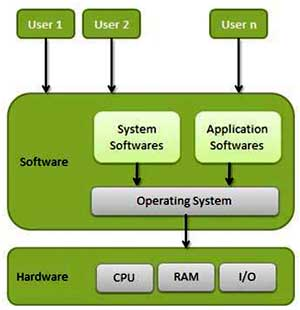 User 1
User 2
User n
System
Softwares
Application
Softwares
Software
Operating System
Hardware
CPU
RAM
I/O